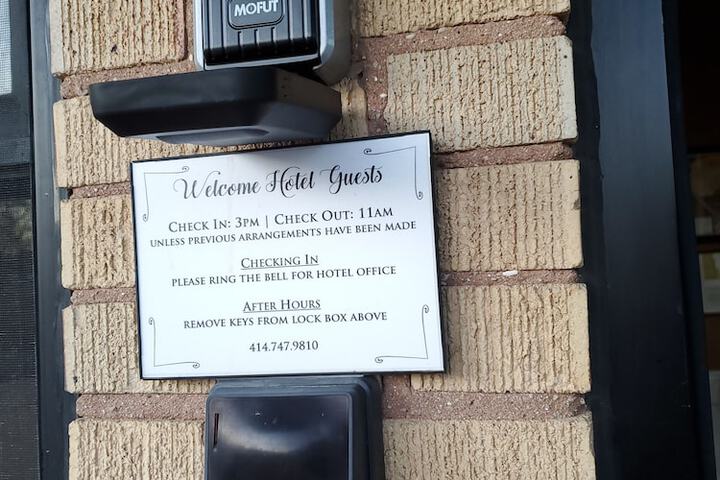 MOFUT
Welcome Hotel Guests
CHECK IN: 3PM | CHECK OUT: 11AM
UNLESS PREVIOUS ARRANGEMENTS HAVE BEEN MADE
CHECKING IN
PLEASE RING THE BELL FOR HOTEL OFFICE
AFTER HOURS
REMOVE KEYS FROM LOCK BOX ABOVE
414.747.9810